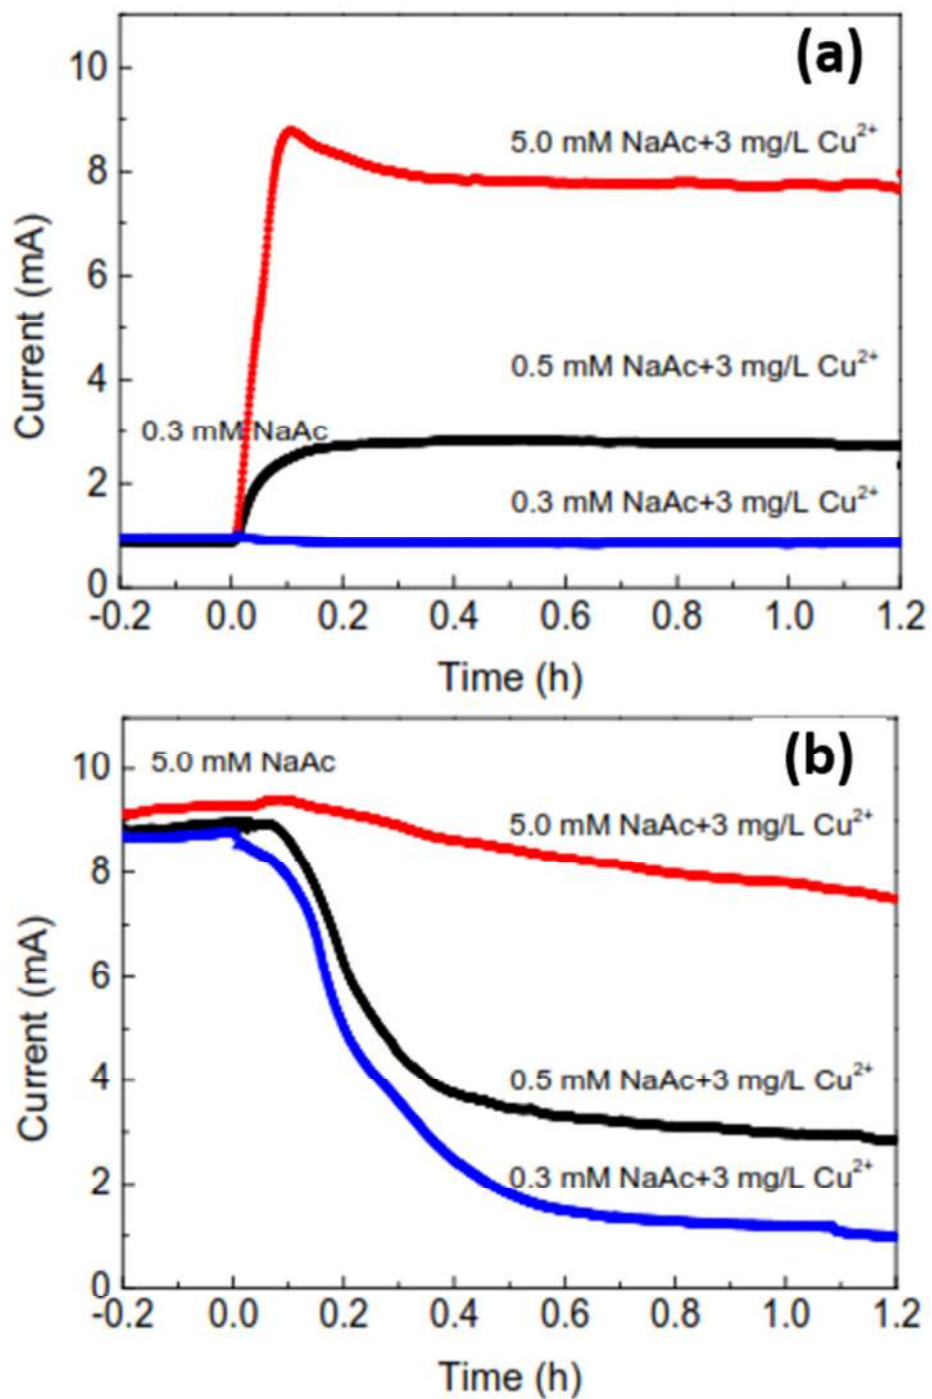 (a)
10
8
6
4
2
0
Current (mA)
5.0 mM NaAc+3 mg/L Cu²⁺
0.5 mM NaAc+3 mg/L Cu²⁺
0.3 mM NaAc
0.3 mM NaAc+3 mg/L Cu²⁺
-0.2 0.0 0.2 0.4 0.6 0.8 1.0 1.2
Time (h)
(b)
10
8
6
4
2
0
Current (mA)
5.0 mM NaAc
5.0 mM NaAc+3 mg/L Cu²⁺
0.5 mM NaAc+3 mg/L Cu²⁺
0.3 mM NaAc+3 mg/L Cu²⁺
-0.2 0.0 0.2 0.4 0.6 0.8 1.0 1.2
Time (h)